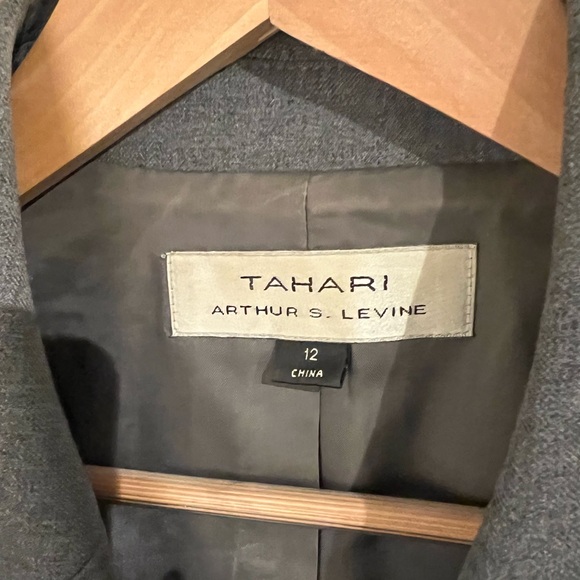 TAHARI
ARTHUR S. LEVINE
12
CHINA